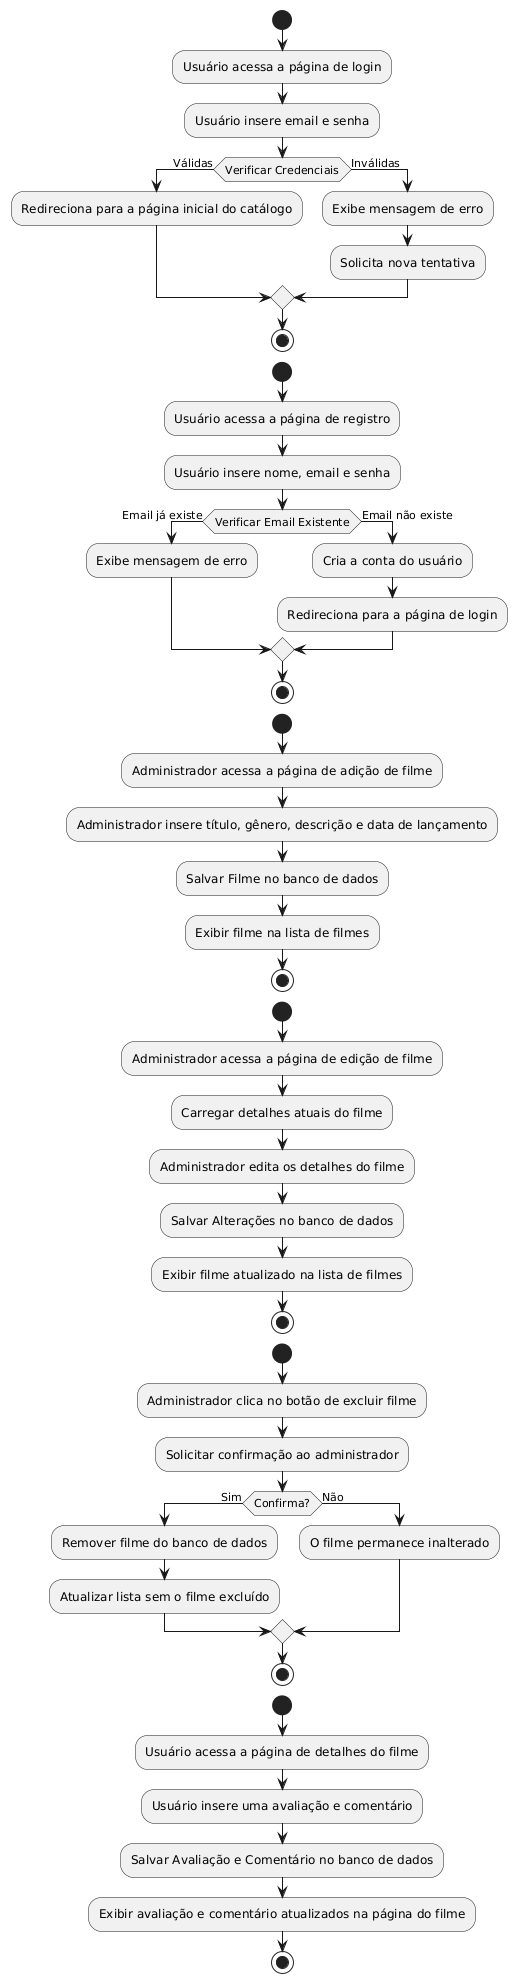 Usuário acessa a página de login
Usuário insere email e senha
Válidas
Verificar Credenciais
Inválidas
Redireciona para a página inicial do catálogo
Exibe mensagem de erro
Solicita nova tentativa
Usuário acessa a página de registro
Usuário insere nome, email e senha
Email já existe
Verificar Email Existente
Email não existe
Exibe mensagem de erro
Cria a conta do usuário
Redireciona para a página de login
Administrador acessa a página de adição de filme
Administrador insere título, gênero, descrição e data de lançamento
Salvar Filme no banco de dados
Exibir filme na lista de filmes
Administrador acessa a página de edição de filme
Carregar detalhes atuais do filme
Administrador edita os detalhes do filme
Salvar Alterações no banco de dados
Exibir filme atualizado na lista de filmes
Administrador clica no botão de excluir filme
Solicitar confirmação ao administrador
Sim
Confirma?
Não
Remover filme do banco de dados
O filme permanece inalterado
Atualizar lista sem o filme excluído
Usuário acessa a página de detalhes do filme
Usuário insere uma avaliação e comentário
Salvar Avaliação e Comentário no banco de dados
Exibir avaliação e comentário atualizados na página do filme